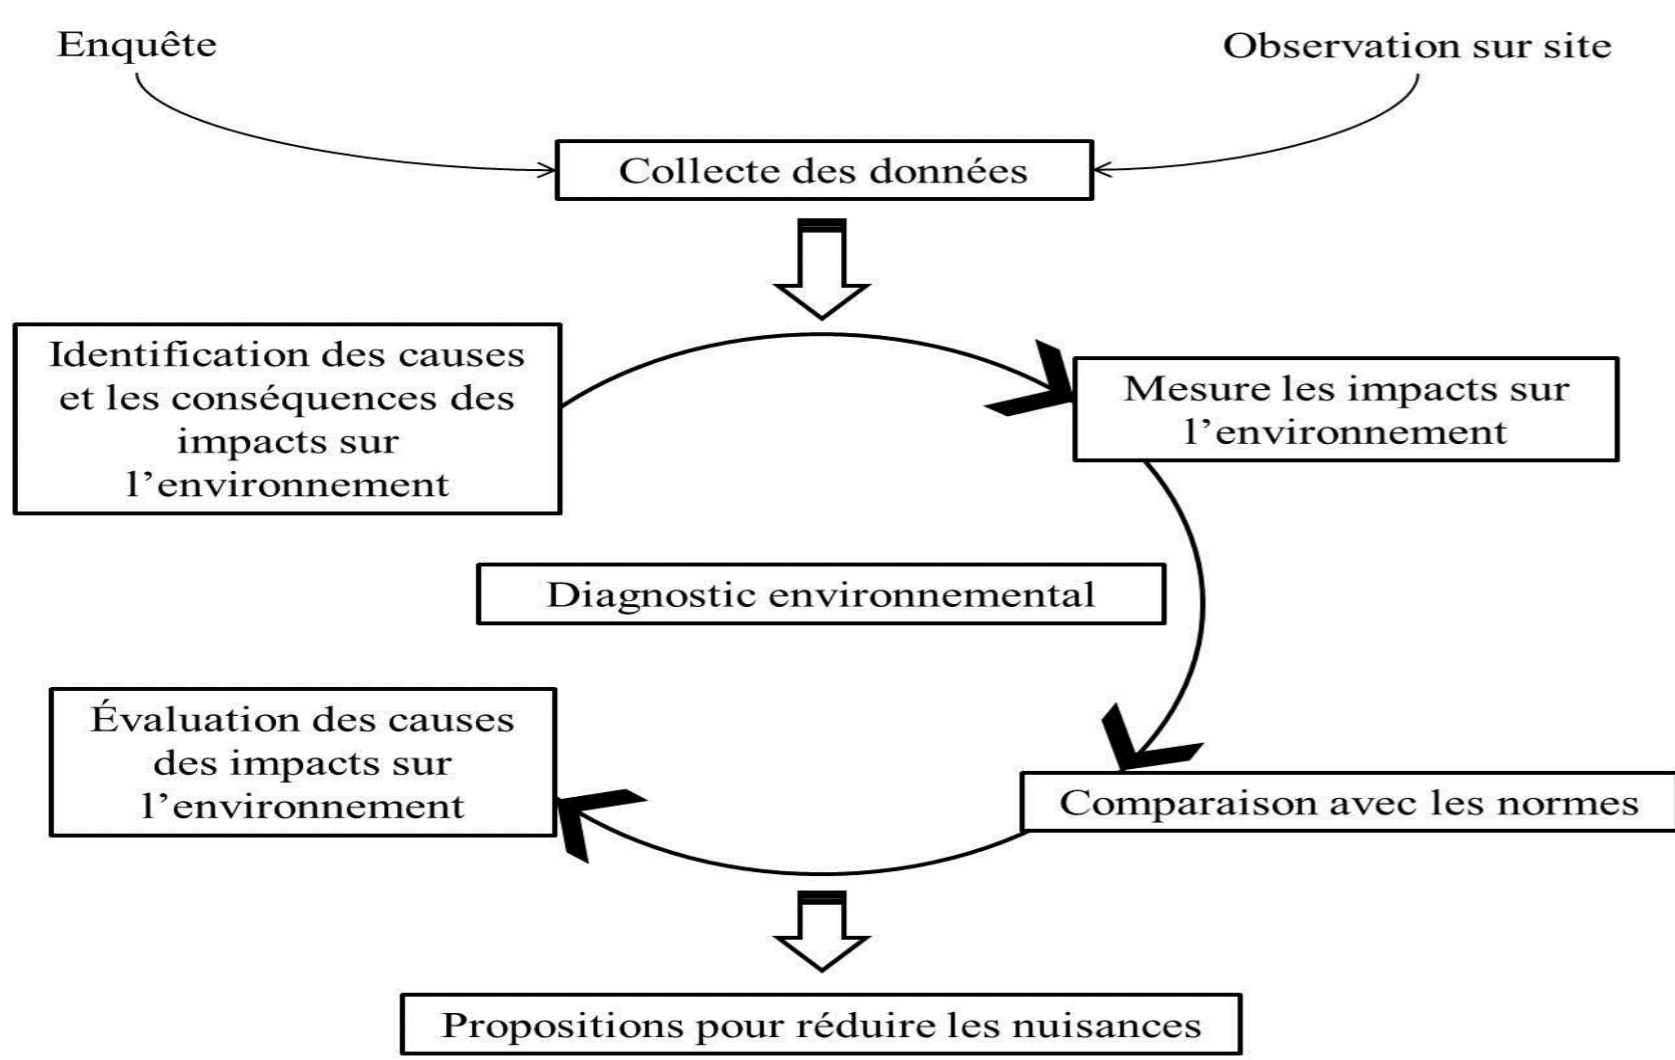 Enquête
Observation sur site
Collecte des données
Identification des causes
et les conséquences des
impacts sur
l’environnement
Mesure les impacts sur
l’environnement
Diagnostic environnemental
Évaluation des causes
des impacts sur
l’environnement
Comparaison avec les normes
Propositions pour réduire les nuisances